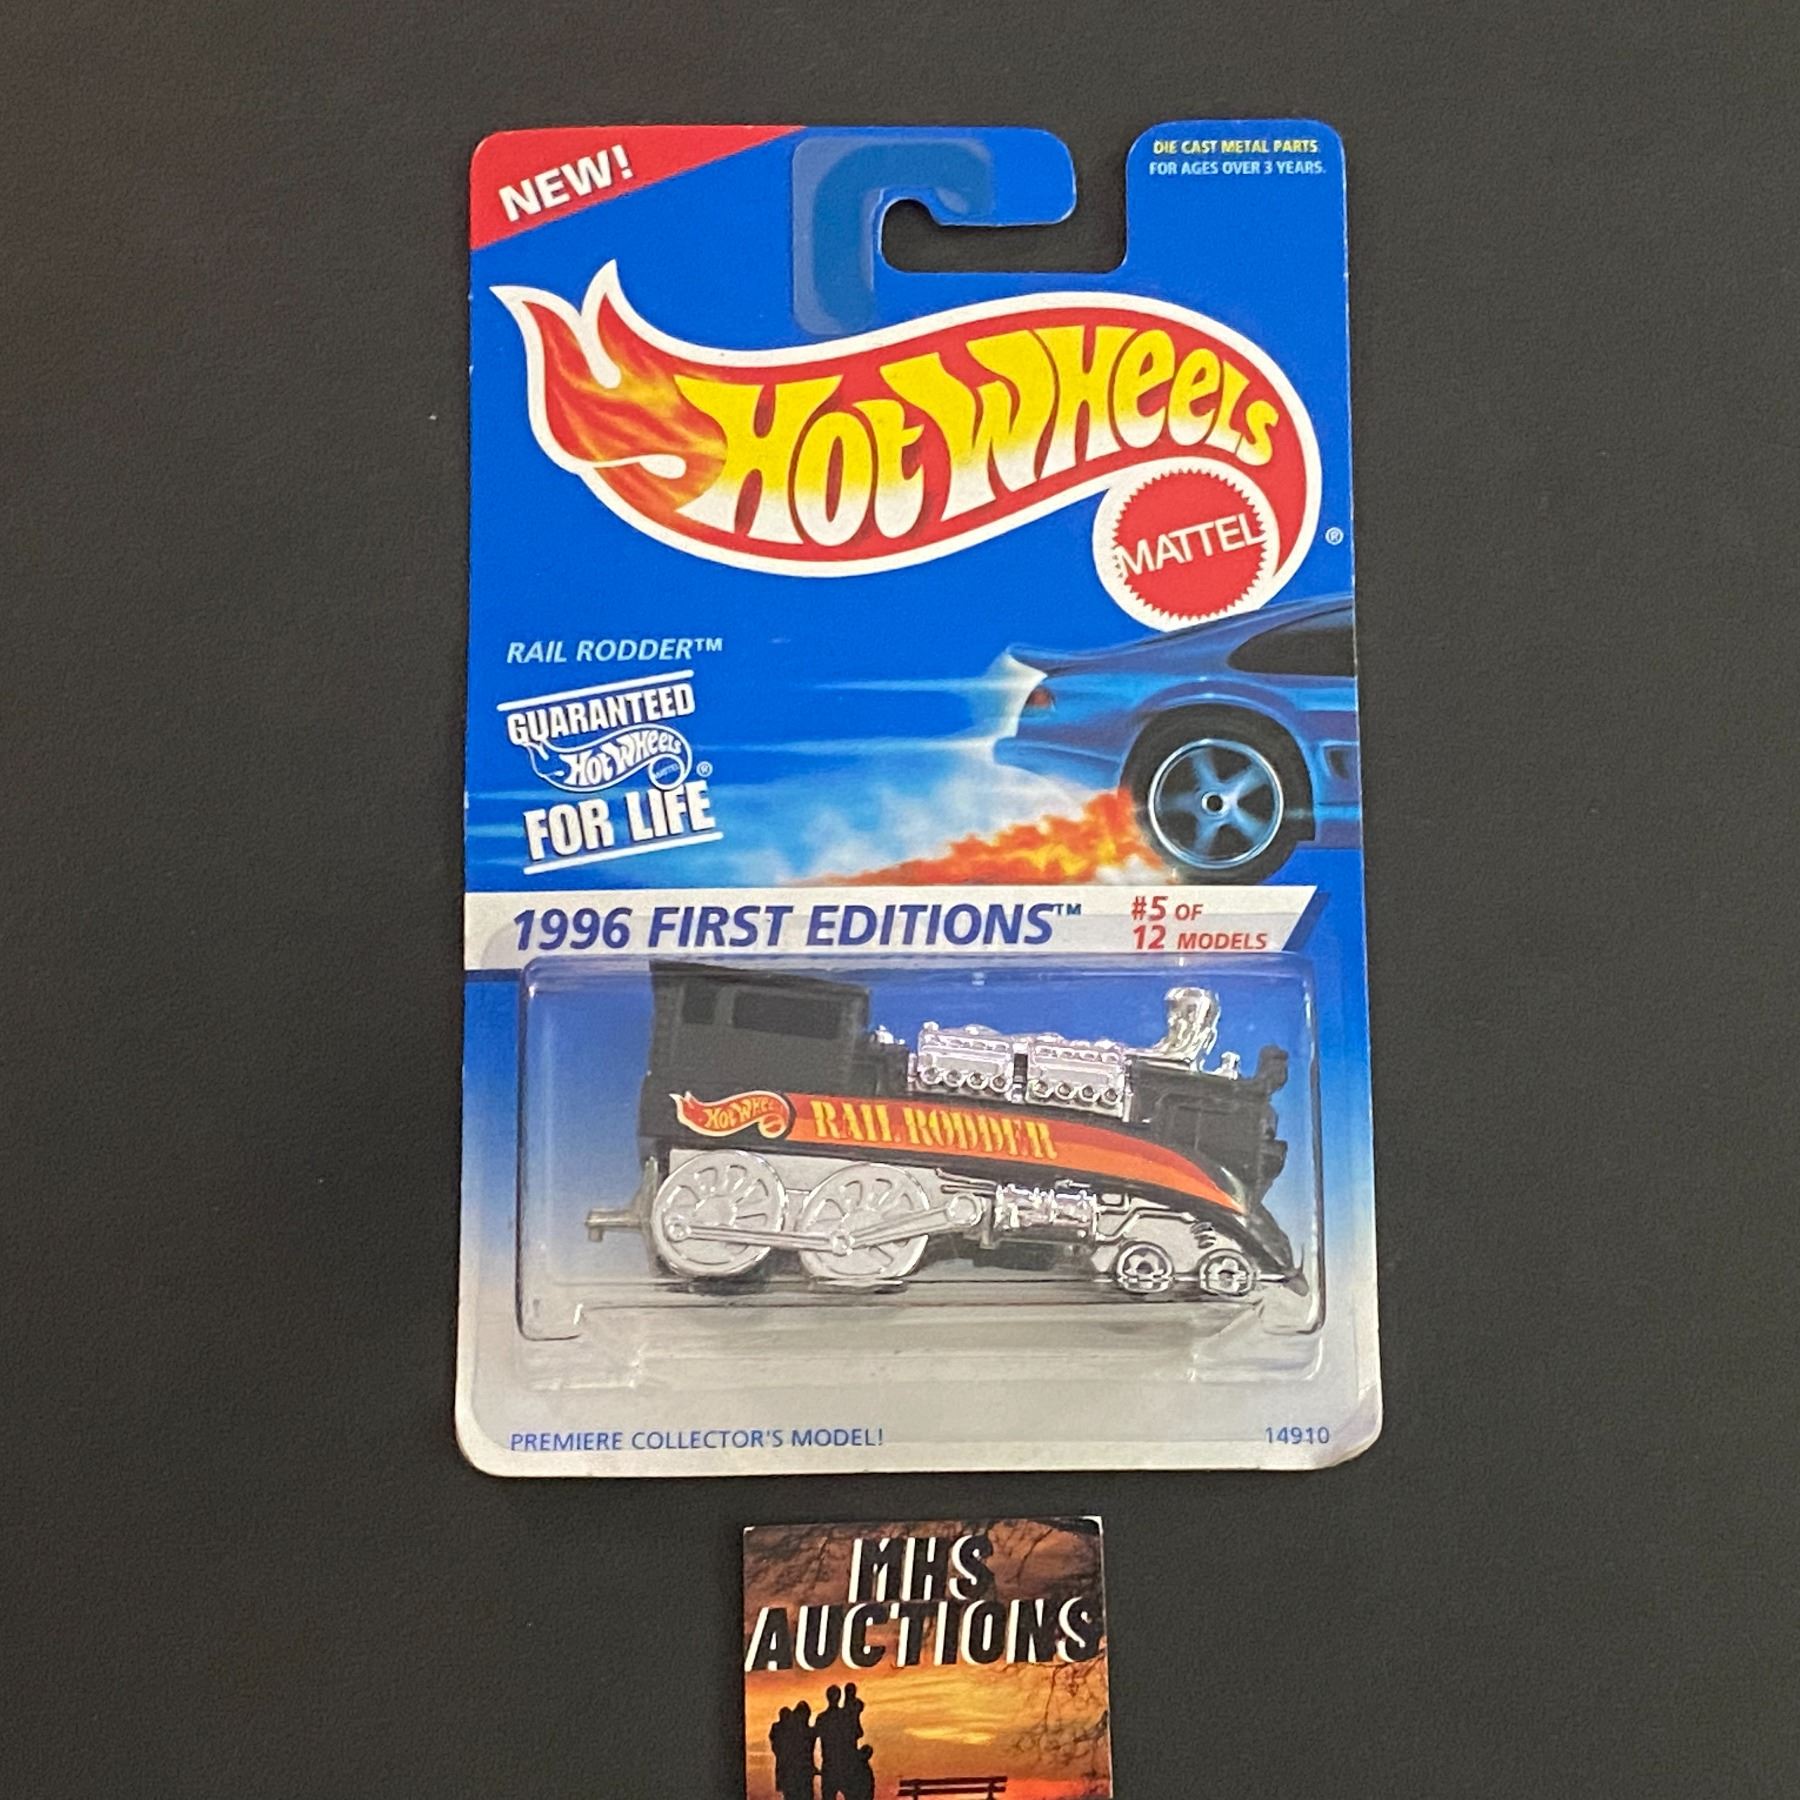 NEW!
DIE CAST METAL PARTS
FOR AGES OVER 3 YEARS.
HOT WHEELS
MATTEL
®
RAIL RODDER™
GUARANTEED
HOT WHEELS
MATTEL
®
FOR LIFE
1996 FIRST EDITIONS™
#5 OF
12 MODELS
HOT WHEELS RAIL RODDER
PREMIERE COLLECTOR'S MODEL!
14910
MHS
AUCTIONS